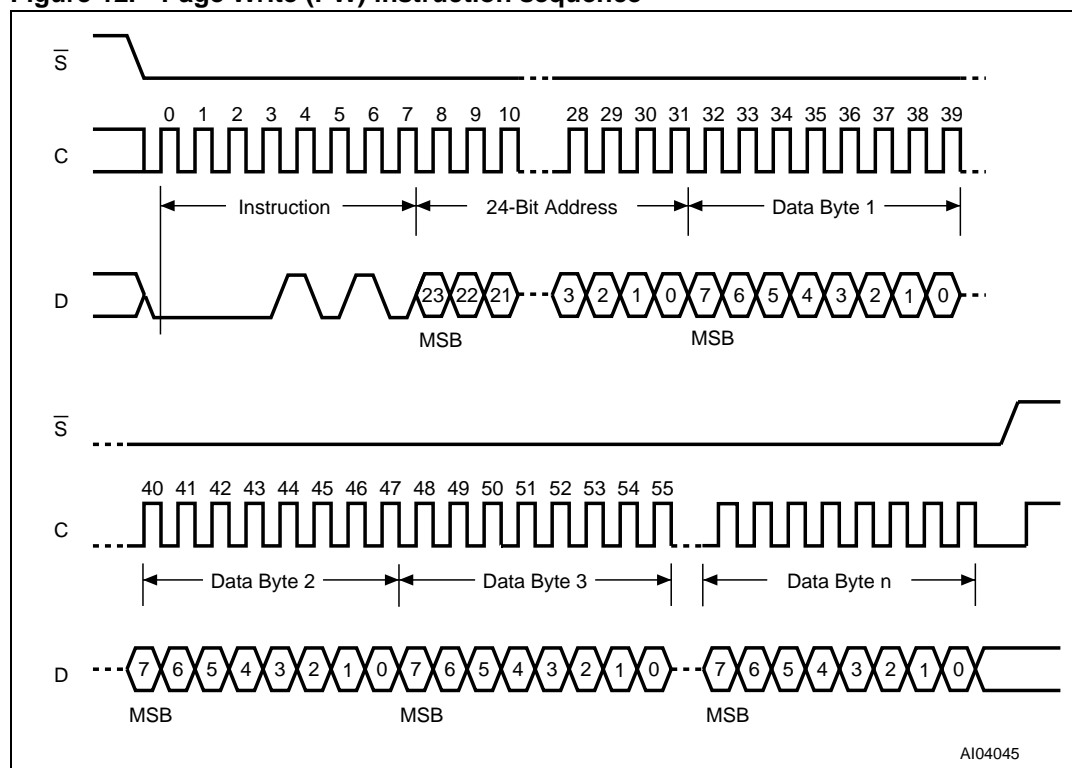 Figure 12. Page Write (PW) instruction sequence
S
0 1 2 3 4 5 6 7 8 9 10 28 29 30 31 32 33 34 35 36 37 38 39
C
Instruction 24-Bit Address Data Byte 1
D 23 22 21 3 2 1 0 7 6 5 4 3 2 1 0
MSB MSB
S
40 41 42 43 44 45 46 47 48 49 50 51 52 53 54 55
C
Data Byte 2 Data Byte 3 Data Byte n
D 7 6 5 4 3 2 1 0 7 6 5 4 3 2 1 0 7 6 5 4 3 2 1 0
MSB MSB MSB
AI04045